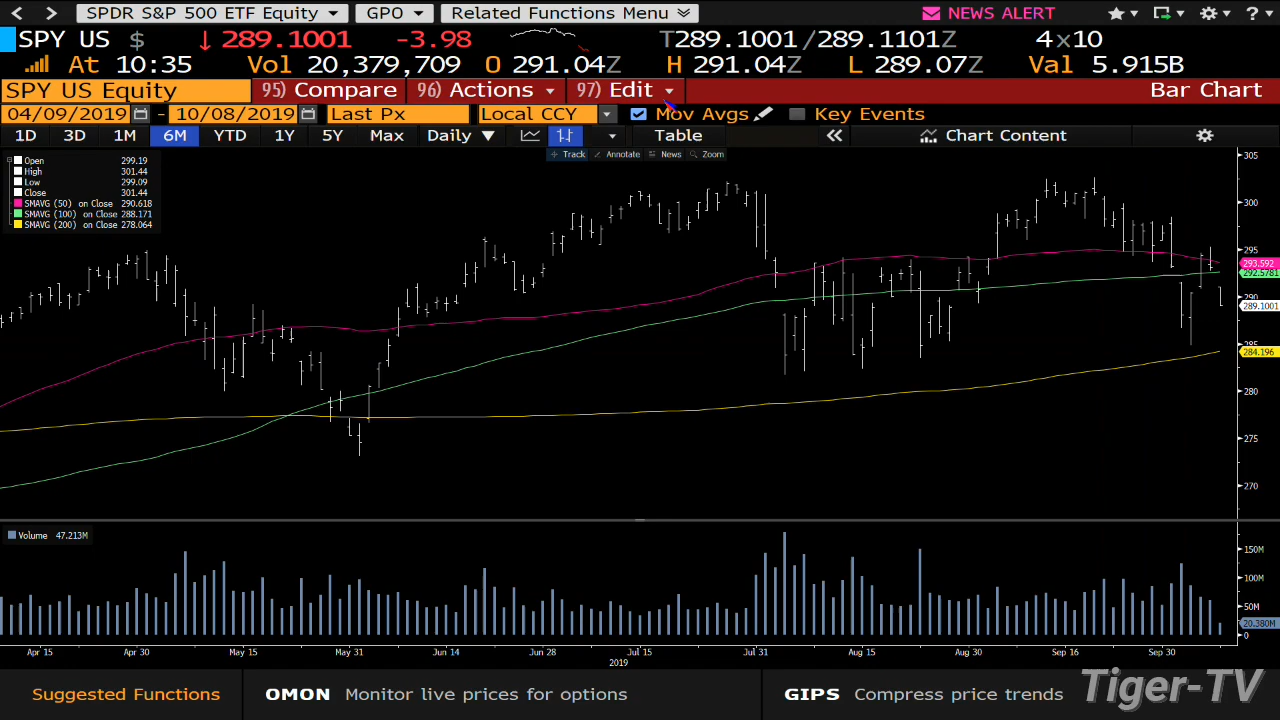 SPDR S&P 500 ETF Equity GPO Related Functions Menu NEWS ALERT ?
SPY US $ ↓ 289.1001 -3.98 T289.1001/289.1101Z 4x10
At 10:35 Vol 20,379,709 O 291.04Z H 291.04Z L 289.07Z Val 5.915B
SPY US Equity 95) Compare 96) Actions 97) Edit Bar Chart
04/09/2019 - 10/08/2019 Last Px Local CCY Mov Avgs Key Events
1D 3D 1M 6M YTD 1Y 5Y Max Daily ▼ Table « Chart Content
Track Annotate News Zoom
Open 299.19
High 301.44
Low 299.09
Close 301.44
SMAVG (50) on Close 290.618
SMAVG (100) on Close 288.171
SMAVG (200) on Close 278.064
305
300
295
293.592
292.5781
290
289.1001
285
284.196
280
275
270
Volume 47.213M
150M
100M
50M
20.380M
0
Apr 15 Apr 30 May 15 May 31 Jun 14 Jun 28 Jul 15 Jul 31 Aug 15 Aug 30 Sep 16 Sep 30
2019
Suggested Functions OMON Monitor live prices for options GIPS Compress price trends
Tiger-TV